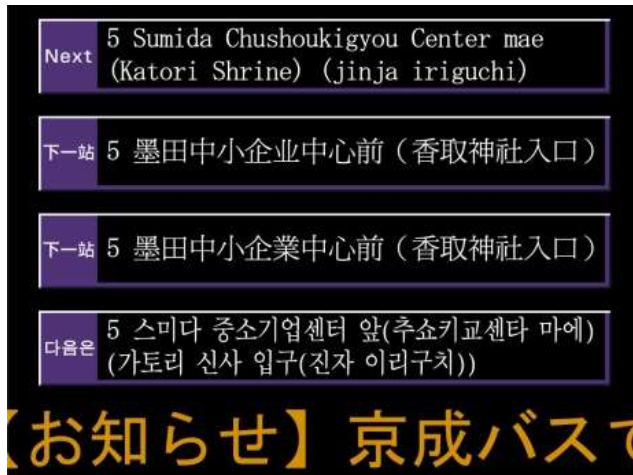 Next
5 Sumida Chushoukigyou Center mae
(Katori Shrine) (jinja iriguchi)
下一站
5 墨田中小企业中心前（香取神社入口）
下一站
5 墨田中小企業中心前（香取神社入口）
다음은
5 스미다 중소기업센터 앞(추쇼키교센타 마에)
(가토리 신사 입구(진자 이리구치))
【お知らせ】京成バスで